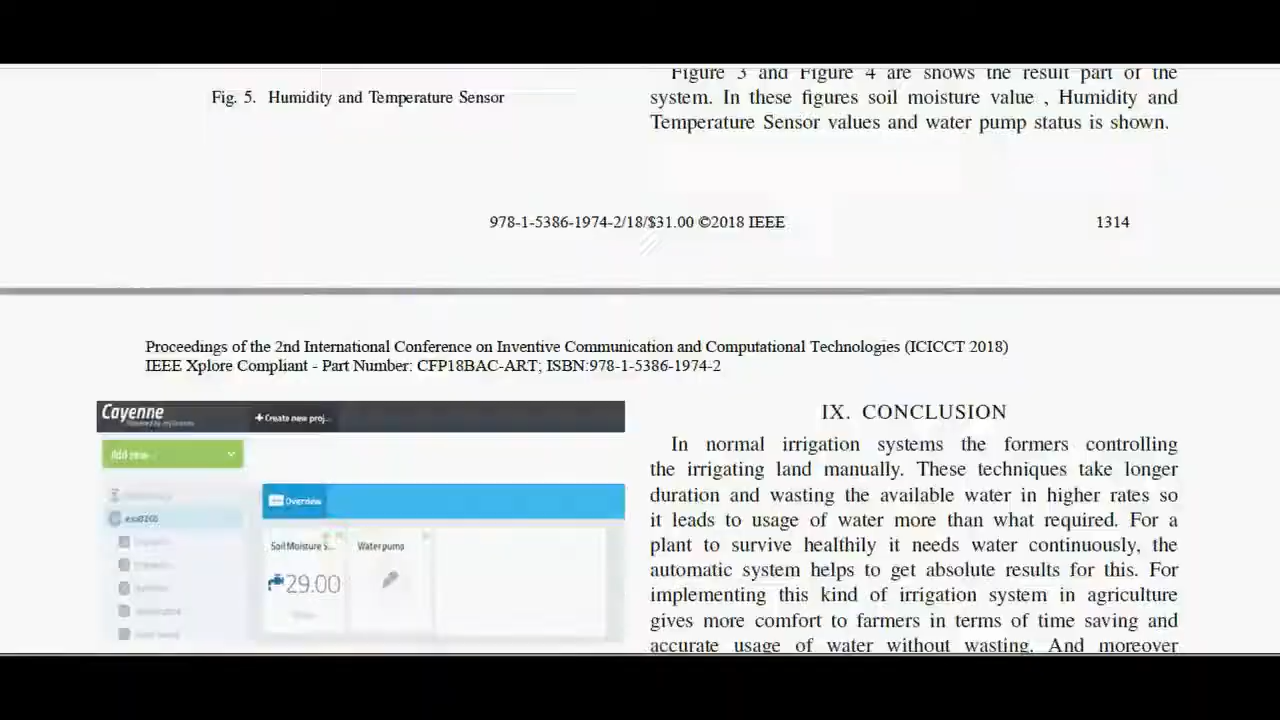 Fig. 5. Humidity and Temperature Sensor
Figure 3 and Figure 4 are shows the result part of the
system. In these figures soil moisture value , Humidity and
Temperature Sensor values and water pump status is shown.
978-1-5386-1974-2/18/$31.00 ©2018 IEEE
1314
Proceedings of the 2nd International Conference on Inventive Communication and Computational Technologies (ICICCT 2018)
IEEE Xplore Compliant - Part Number: CFP18BAC-ART; ISBN:978-1-5386-1974-2
Cayenne
+ Create new proj...
Add new...
Overview
Soil Moisture S...
Water pump
29.00
IX. CONCLUSION
In normal irrigation systems the formers controlling
the irrigating land manually. These techniques take longer
duration and wasting the available water in higher rates so
it leads to usage of water more than what required. For a
plant to survive healthily it needs water continuously, the
automatic system helps to get absolute results for this. For
implementing this kind of irrigation system in agriculture
gives more comfort to farmers in terms of time saving and
accurate usage of water without wasting. And moreover